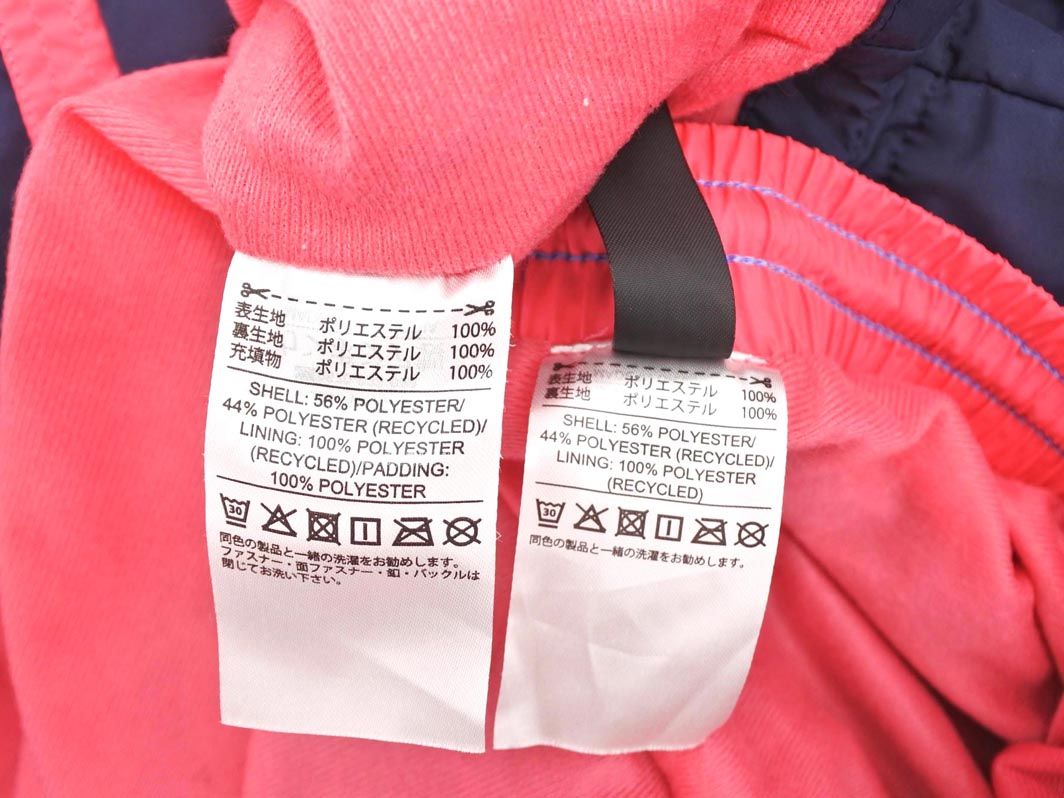 表生地 ポリエステル 100%
裏生地 ポリエステル 100%
充填物 ポリエステル 100%
SHELL: 56% POLYESTER/
44% POLYESTER (RECYCLED)/
LINING: 100% POLYESTER
(RECYCLED)/PADDING:
100% POLYESTER
30
同色の製品と一緒の洗濯をお勧めします。
ファスナー・面ファスナー・釦・バックルは
閉じてお洗い下さい。
表生地 ポリエステル 100%
裏生地 ポリエステル 100%
SHELL: 56% POLYESTER/
44% POLYESTER (RECYCLED)/
LINING: 100% POLYESTER
(RECYCLED)
30
同色の製品と一緒の洗濯をお勧めします。